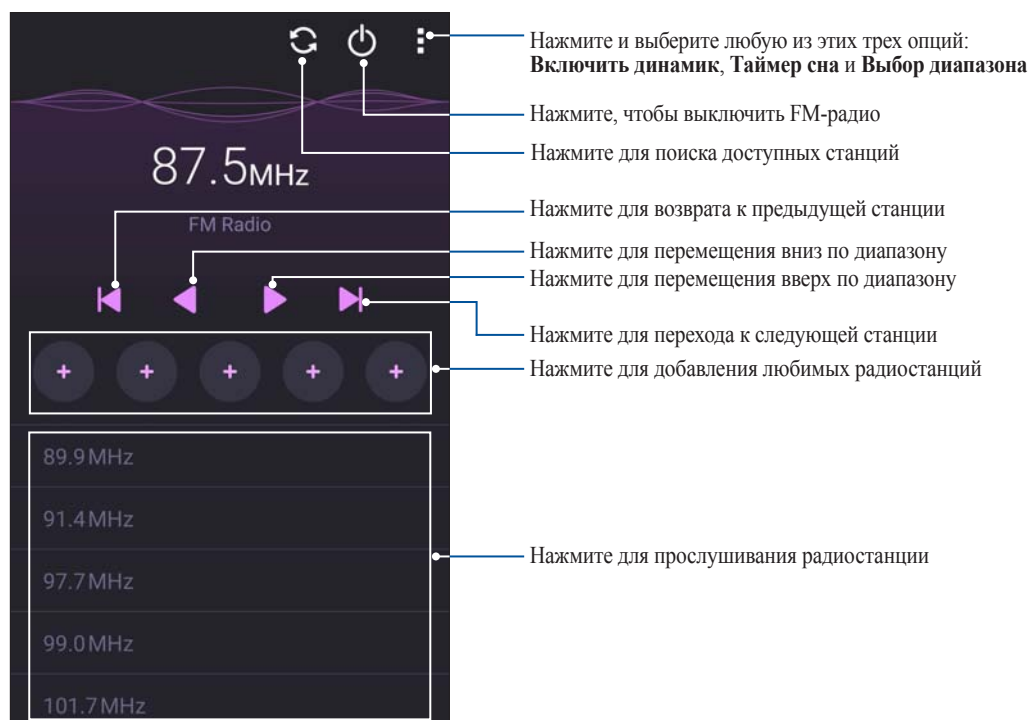 Нажмите и выберите любую из этих трех опций:
Включить динамик, Таймер сна и Выбор диапазона
Нажмите, чтобы выключить FM-радио
Нажмите для поиска доступных станций
87.5MHz
FM Radio
Нажмите для возврата к предыдущей станции
Нажмите для перемещения вниз по диапазону
Нажмите для перемещения вверх по диапазону
Нажмите для перехода к следующей станции
+ + + + +
Нажмите для добавления любимых радиостанций
89.9MHz
91.4MHz
97.7MHz
99.0MHz
101.7MHz
Нажмите для прослушивания радиостанции